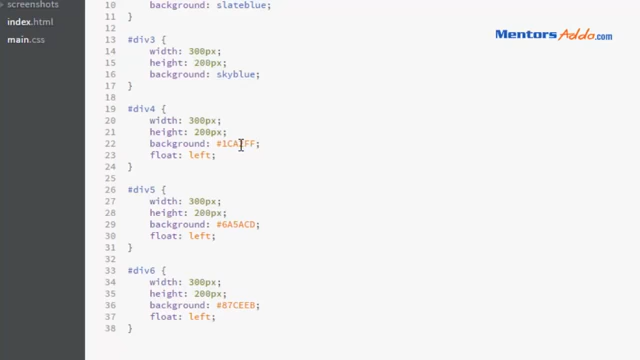 screenshots
index.html
main.css
10 background: slateblue;
11 }
12
13 #div3 {
14 width: 300px;
15 height: 200px;
16 background: skyblue;
17 }
18
19 #div4 {
20 width: 300px;
21 height: 200px;
22 background: #1CA2FF;
23 float: left;
24 }
25
26 #div5 {
27 width: 300px;
28 height: 200px;
29 background: #6A5ACD;
30 float: left;
31 }
32
33 #div6 {
34 width: 300px;
35 height: 200px;
36 background: #87CEEB;
37 float: left;
38 }
MentorsAdda.com